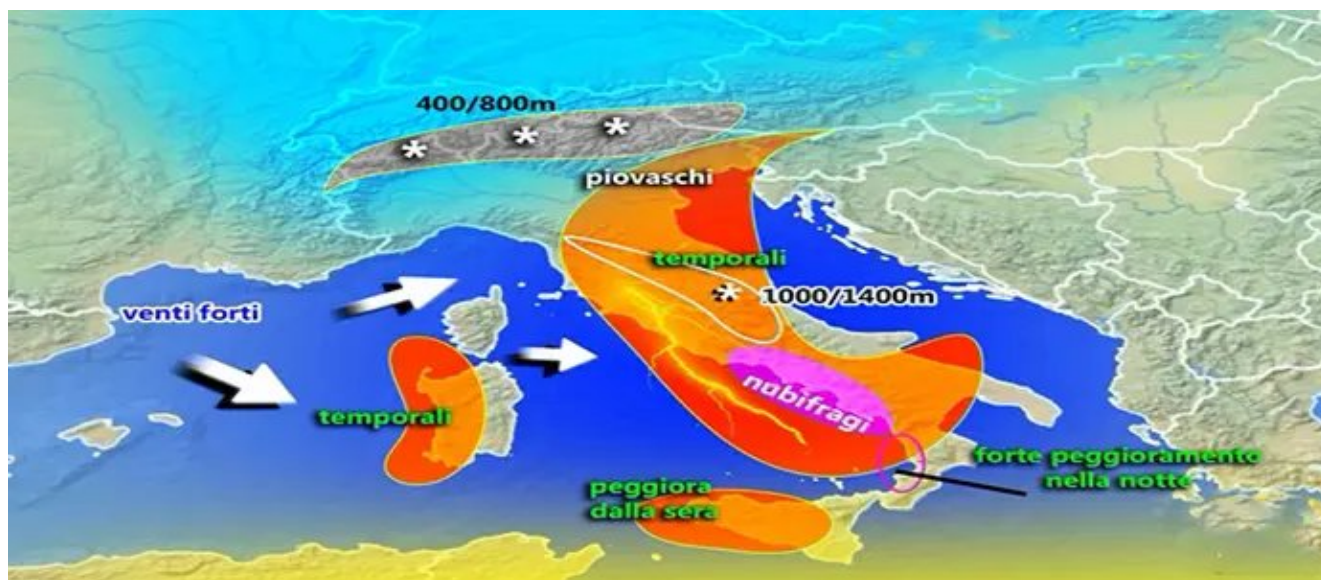 400/800m
piovaschi
temporali
1000/1400m
venti forti
temporali
nubifragi
forte peggioramento
nella notte
peggiora
dalla sera